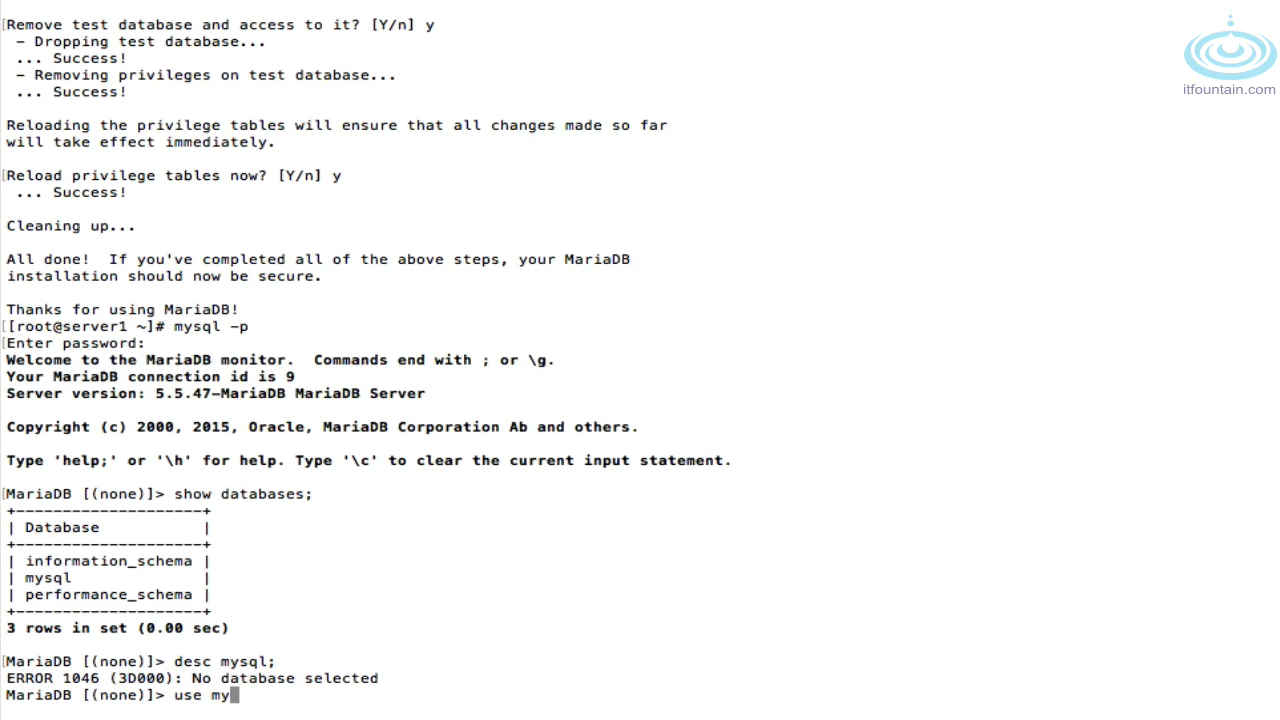 [Remove test database and access to it? [Y/n] y
 - Dropping test database...
 ... Success!
 - Removing privileges on test database...
 ... Success!
Reloading the privilege tables will ensure that all changes made so far
will take effect immediately.
[Reload privilege tables now? [Y/n] y
 ... Success!
Cleaning up...
All done!  If you've completed all of the above steps, your MariaDB
installation should now be secure.
Thanks for using MariaDB!
[[root@server1 ~]# mysql -p
[Enter password:
Welcome to the MariaDB monitor.  Commands end with ; or \g.
Your MariaDB connection id is 9
Server version: 5.5.47-MariaDB MariaDB Server
Copyright (c) 2000, 2015, Oracle, MariaDB Corporation Ab and others.
Type 'help;' or '\h' for help. Type '\c' to clear the current input statement.
[MariaDB [(none)]> show databases;
+--------------------+
| Database           |
+--------------------+
| information_schema |
| mysql              |
| performance_schema |
+--------------------+
3 rows in set (0.00 sec)
[MariaDB [(none)]> desc mysql;
ERROR 1046 (3D000): No database selected
MariaDB [(none)]> use my
itfountain.com